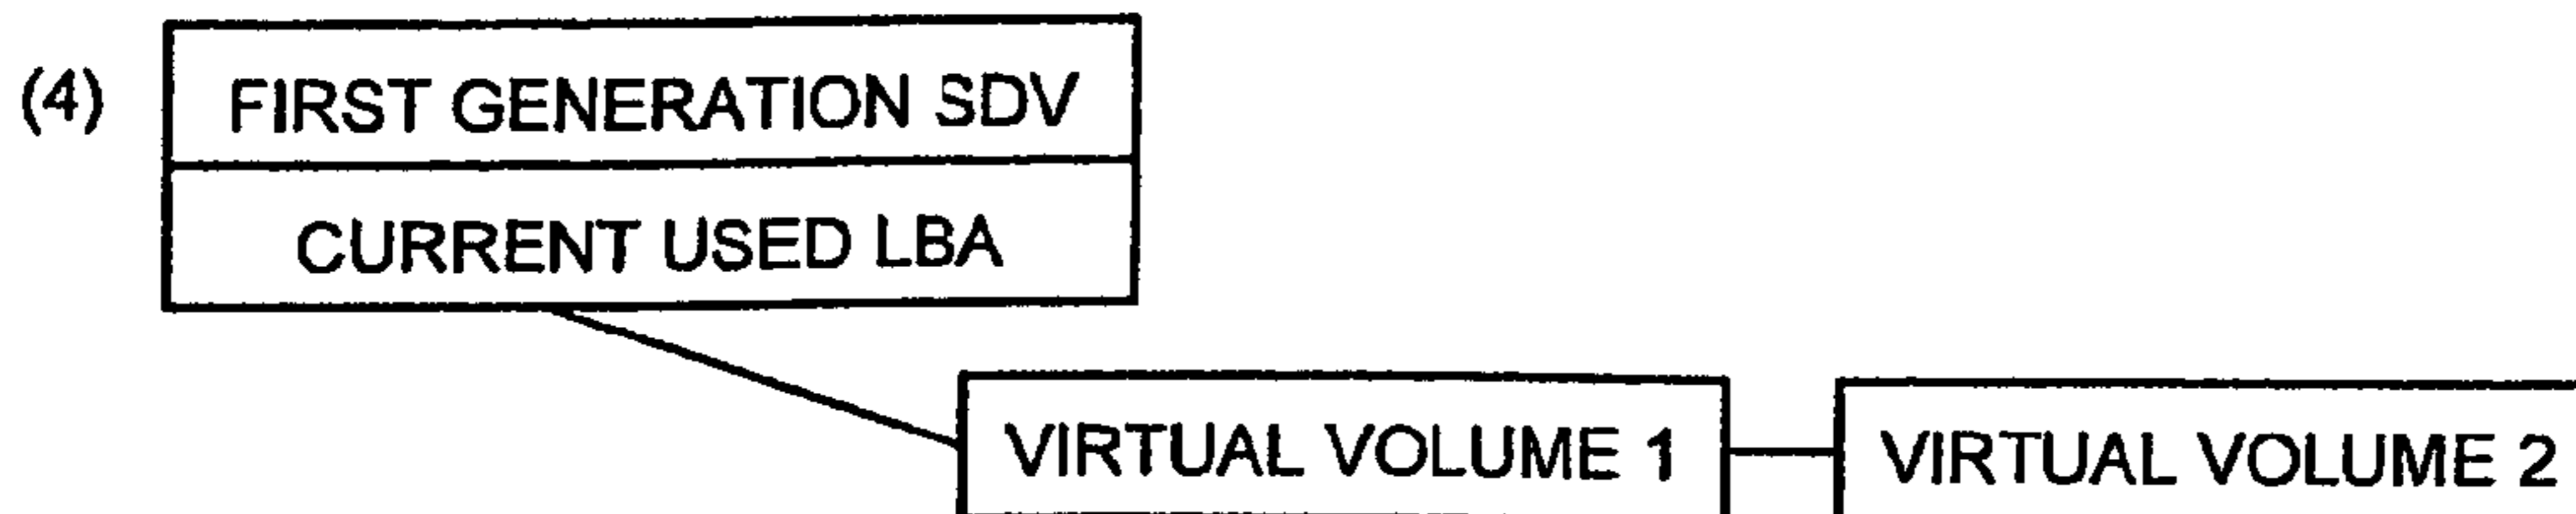 (4) FIRST GENERATION SDV
CURRENT USED LBA
VIRTUAL VOLUME 1 VIRTUAL VOLUME 2